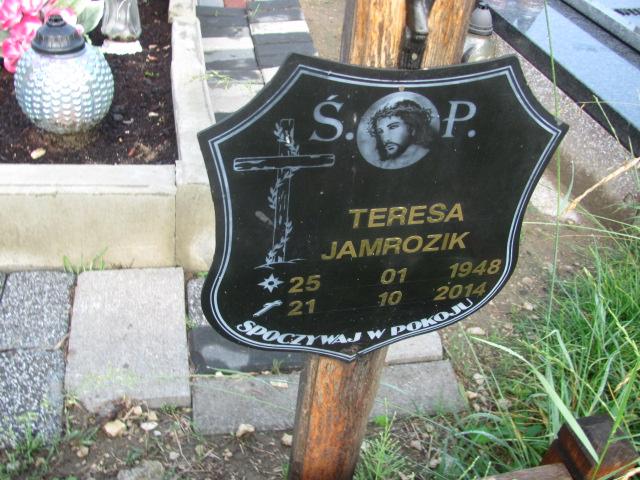 Ś. P.
TERESA
JAMROZIK
25 01 1948
21 10 2014
SPOCZYWAJ W POKOJU